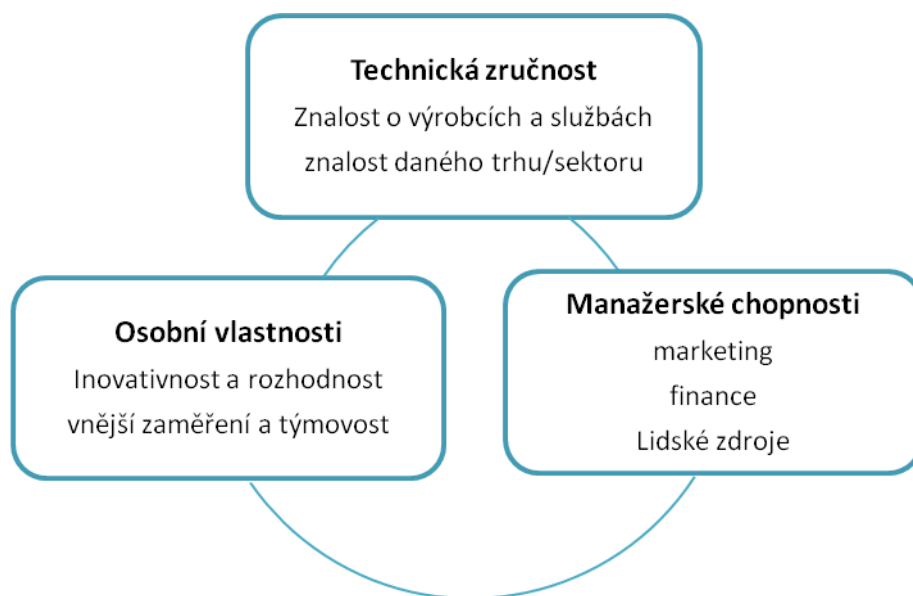 Technická zručnost
Znalost o výrobcích a službách
znalost daného trhu/sektoru
Osobní vlastnosti
Inovativnost a rozhodnost
vnější zaměření a týmovost
Manažerské chopnosti
marketing
finance
Lidské zdroje